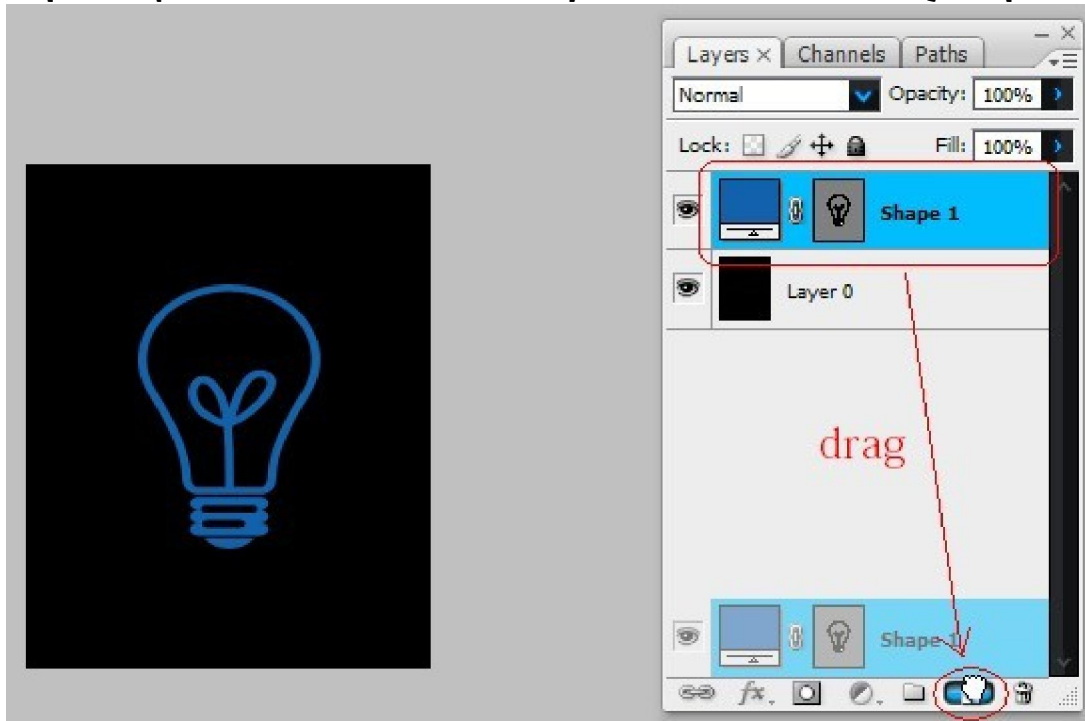 Layers × Channels Paths
Normal Opacity: 100%
Lock: Fill: 100%
Shape 1
Layer 0
drag
Shape 1
fx.